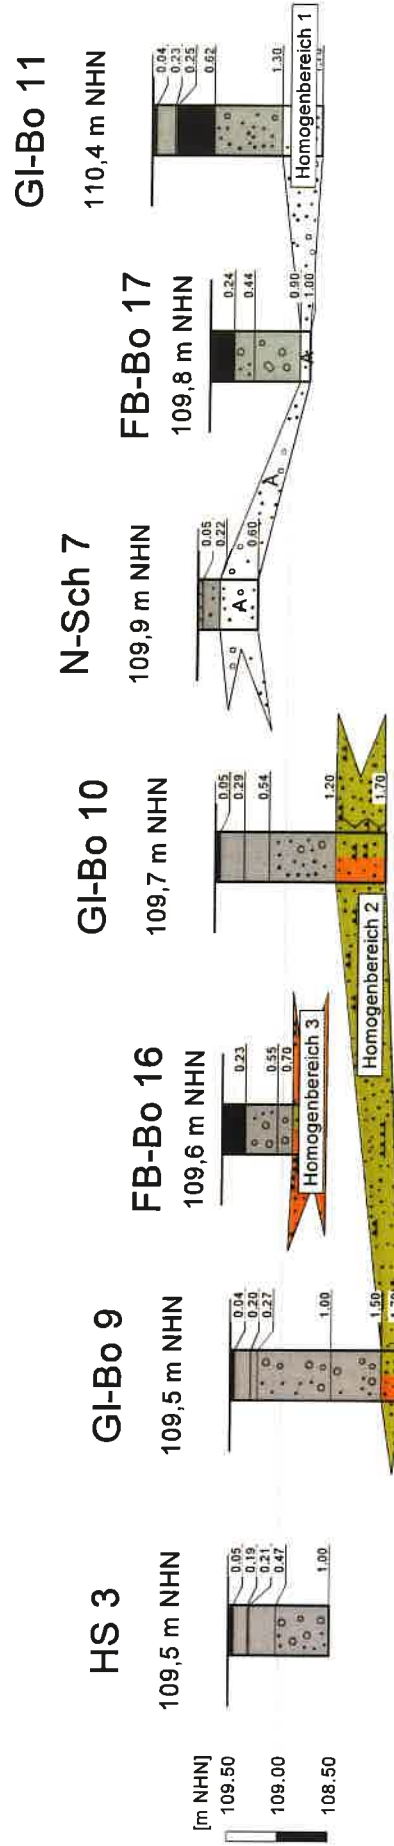 HS 3
109,5 m NHN
0.05
0.19
0.21
0.47
1.00
GI-Bo 9
109,5 m NHN
0.04
0.20
0.27
1.00
1.50
FB-Bo 16
109,6 m NHN
0.23
0.55
0.70
Homogenbereich 3
GI-Bo 10
109,7 m NHN
0.05
0.29
0.54
1.20
1.70
Homogenbereich 2
N-Sch 7
109,9 m NHN
0.05
0.22
0.60
A
A
FB-Bo 17
109,8 m NHN
0.24
0.44
0.90
1.00
A
GI-Bo 11
110,4 m NHN
0.04
0.23
0.25
0.62
1.30
Homogenbereich 1
[m NHN]
109.50
109.00
108.50